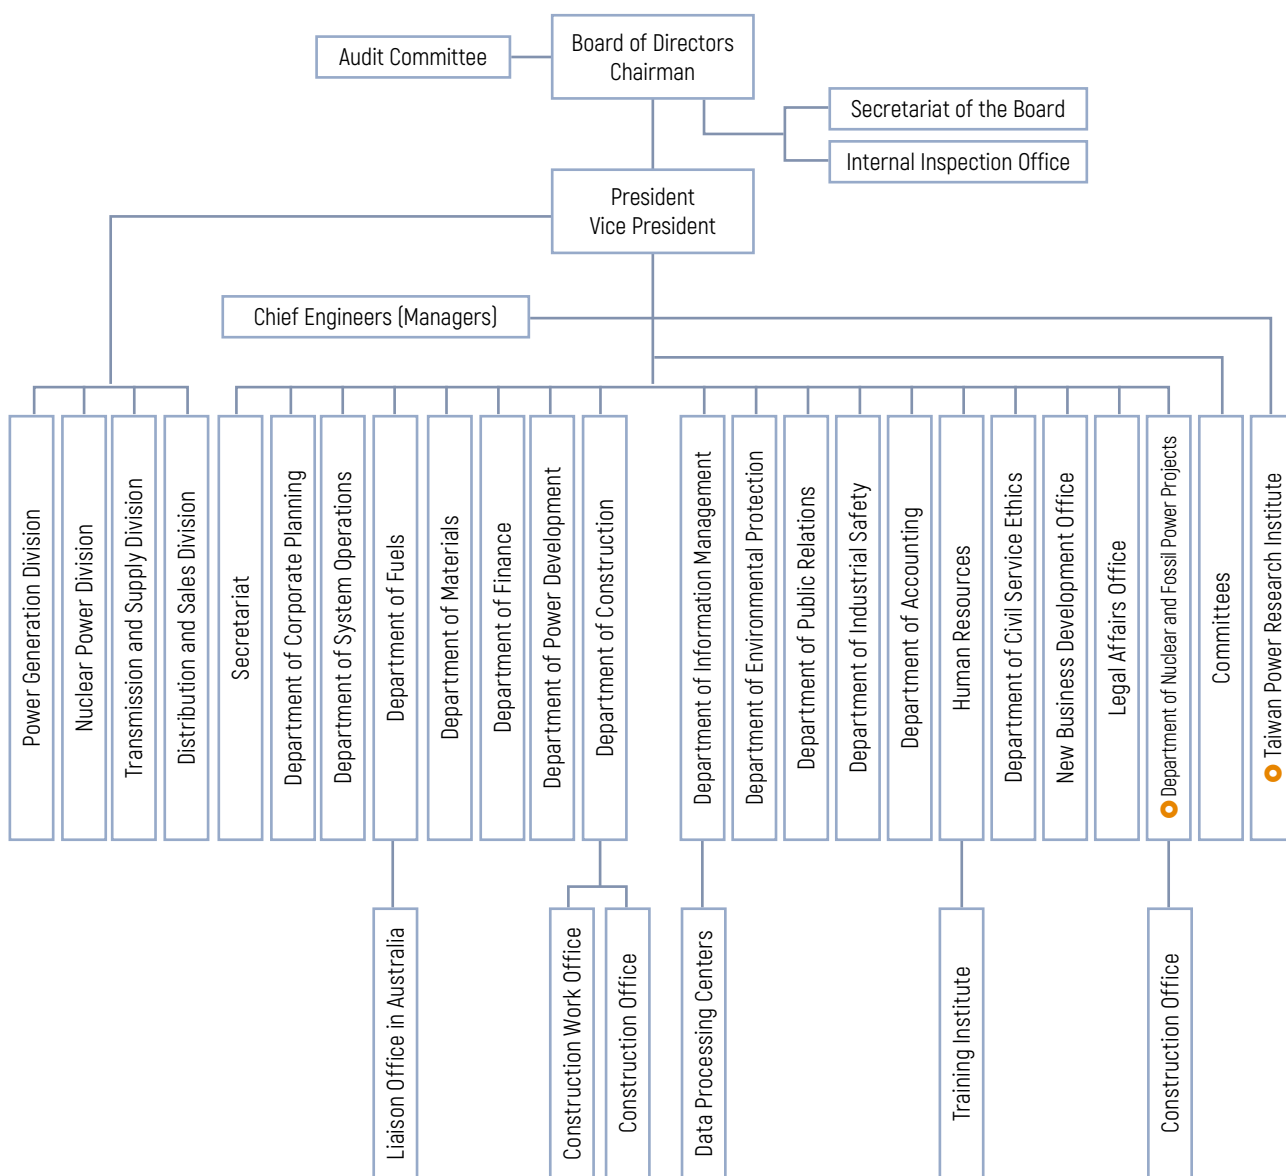 Board of Directors
Chairman
Audit Committee
Secretariat of the Board
Internal Inspection Office
President
Vice President
Chief Engineers (Managers)
Power Generation Division
Nuclear Power Division
Transmission and Supply Division
Distribution and Sales Division
Secretariat
Department of Corporate Planning
Department of System Operations
Department of Fuels
Department of Materials
Department of Finance
Department of Power Development
Department of Construction
Department of Information Management
Department of Environmental Protection
Department of Public Relations
Department of Industrial Safety
Department of Accounting
Human Resources
Department of Civil Service Ethics
New Business Development Office
Legal Affairs Office
Department of Nuclear and Fossil Power Projects
Committees
Taiwan Power Research Institute
Liaison Office in Australia
Construction Work Office
Construction Office
Data Processing Centers
Training Institute
Construction Office